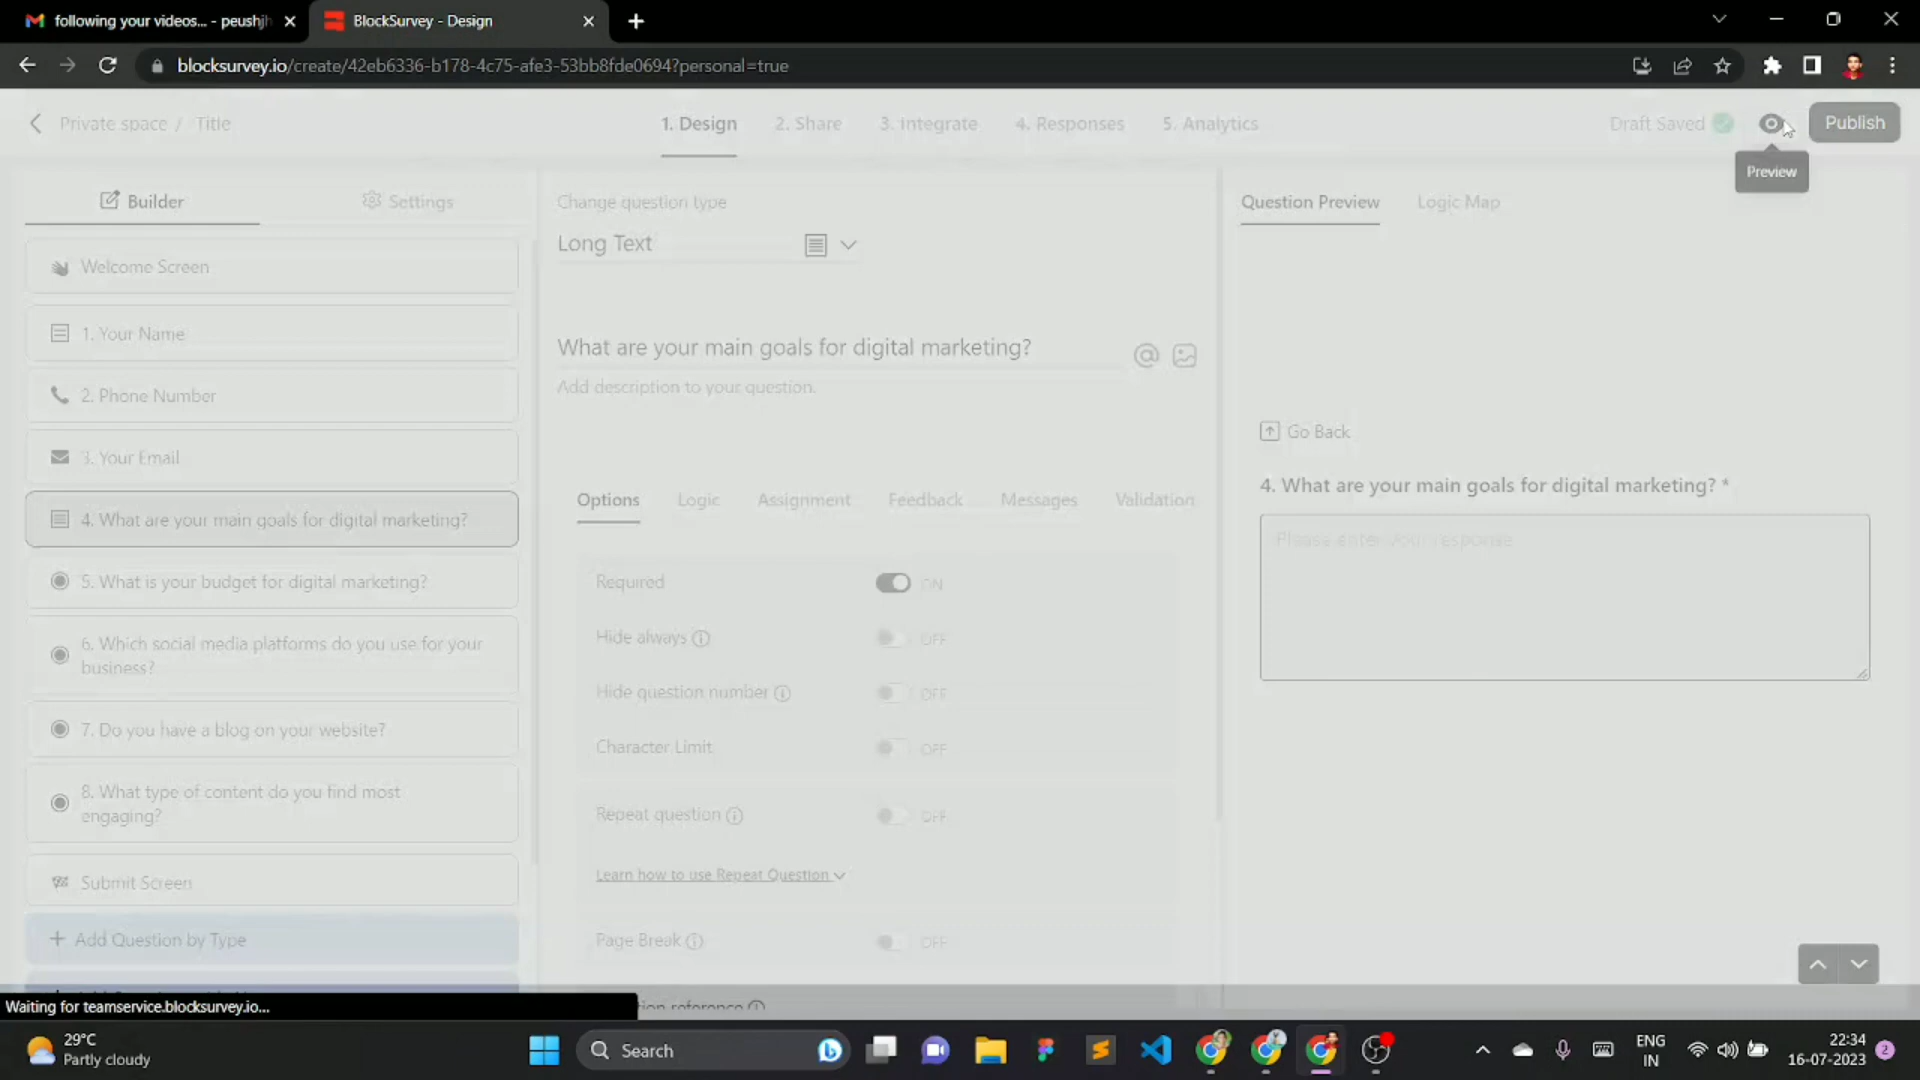 following your videos... - peushjh
BlockSurvey - Design
blocksurvey.io/create/42eb6336-b178-4c75-afe3-53bb8fde0694?personal=true
Private space / Title
1. Design
2. Share
3. Integrate
4. Responses
5. Analytics
Draft Saved
Publish
Preview
Builder
Settings
Welcome Screen
1. Your Name
2. Phone Number
3. Your Email
4. What are your main goals for digital marketing?
5. What is your budget for digital marketing?
6. Which social media platforms do you use for your
business?
7. Do you have a blog on your website?
8. What type of content do you find most
engaging?
Submit Screen
+ Add Question by Type
Change question type
Long Text
What are your main goals for digital marketing?
Add description to your question.
Options
Logic
Assignment
Feedback
Messages
Validation
Required ON
Hide always OFF
Hide question number OFF
Character Limit OFF
Repeat question OFF
Learn how to use Repeat Question
Page Break OFF
Question Preview
Logic Map
Go Back
4. What are your main goals for digital marketing? *
Please enter your response
Waiting for teamservice.blocksurvey.io...
29°C
Partly cloudy
Search
ENG
IN
22:34
16-07-2023
2